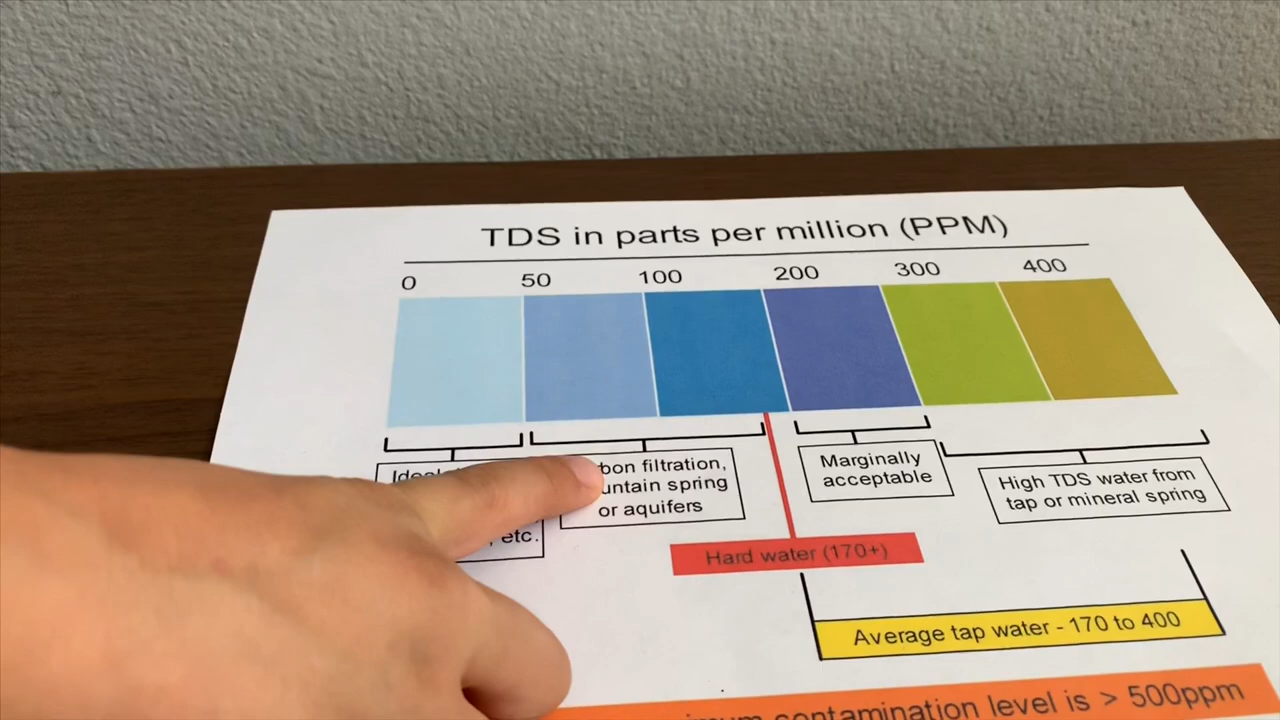 TDS in parts per million (PPM)
0 50 100 200 300 400
filtration,
spring
or aquifers
etc.
Marginally
acceptable
High TDS water from
tap or mineral spring
Hard water (170+)
Average tap water - 170 to 400
contamination level is > 500ppm